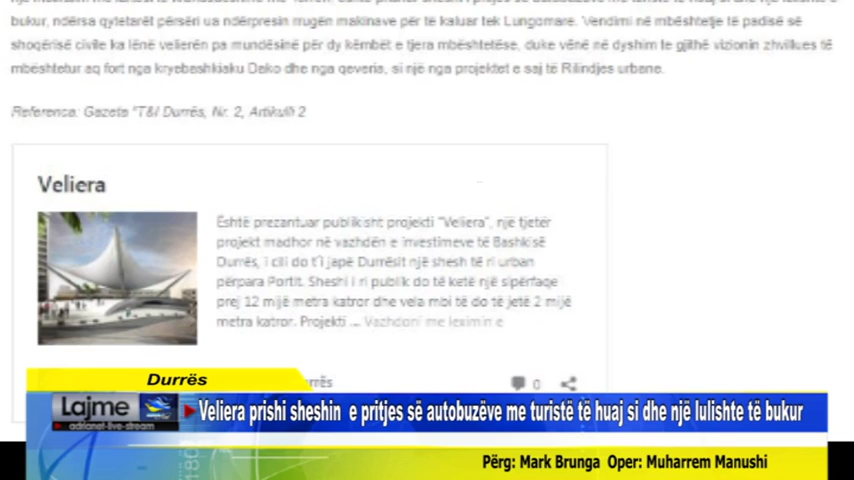 bukur, ndërsa qytetarët përsëri ua ndërpresin rrugën makinave për të kaluar tek Lungomare. Vendimi në mbështetje të padisë së
shoqërisë civile ka lënë velierën pa mundësinë për dy këmbët e tjera mbështetëse, duke vënë në dyshim te gjithë vizionin zhvillues të
mbështetur aq fort nga kryebashkiaku Dako dhe nga qeveria, si një nga projektet e saj të Rilindjes urbane.
Referenca: Gazeta "T&I Durrës, Nr. 2, Artikulli 2
Veliera
Është prezantuar publikisht projekti "Veliera", një tjetër
projekt madhor në vazhdën e investimeve të Bashkisë
Durrës, i cili do t'i japë Durrësit një shesh të ri urban
përpara Portit. Sheshi i ri publik do të ketë një sipërfaqe
prej 12 mijë metra katror dhe vela mbi të do të jetë 2 mijë
metra katror. Projekti ... Vazhdoni me leximin e
0
Durrës
Lajme
adrianet-live-stream
Veliera prishi sheshin e pritjes së autobuzëve me turistë të huaj si dhe një lulishte të bukur
Përg: Mark Brunga Oper: Muharrem Manushi